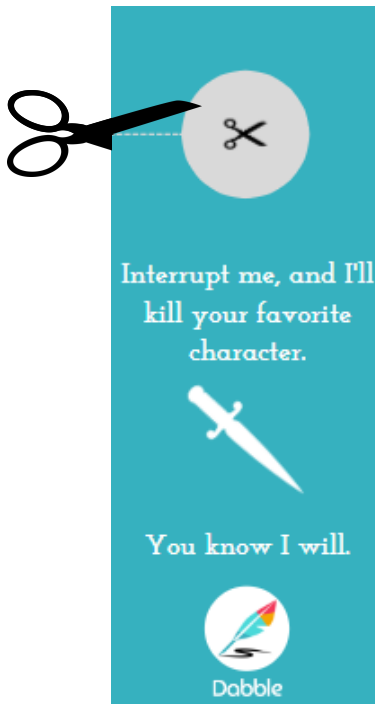 Interrupt me, and I'll
kill your favorite
character.
You know I will.
Dabble